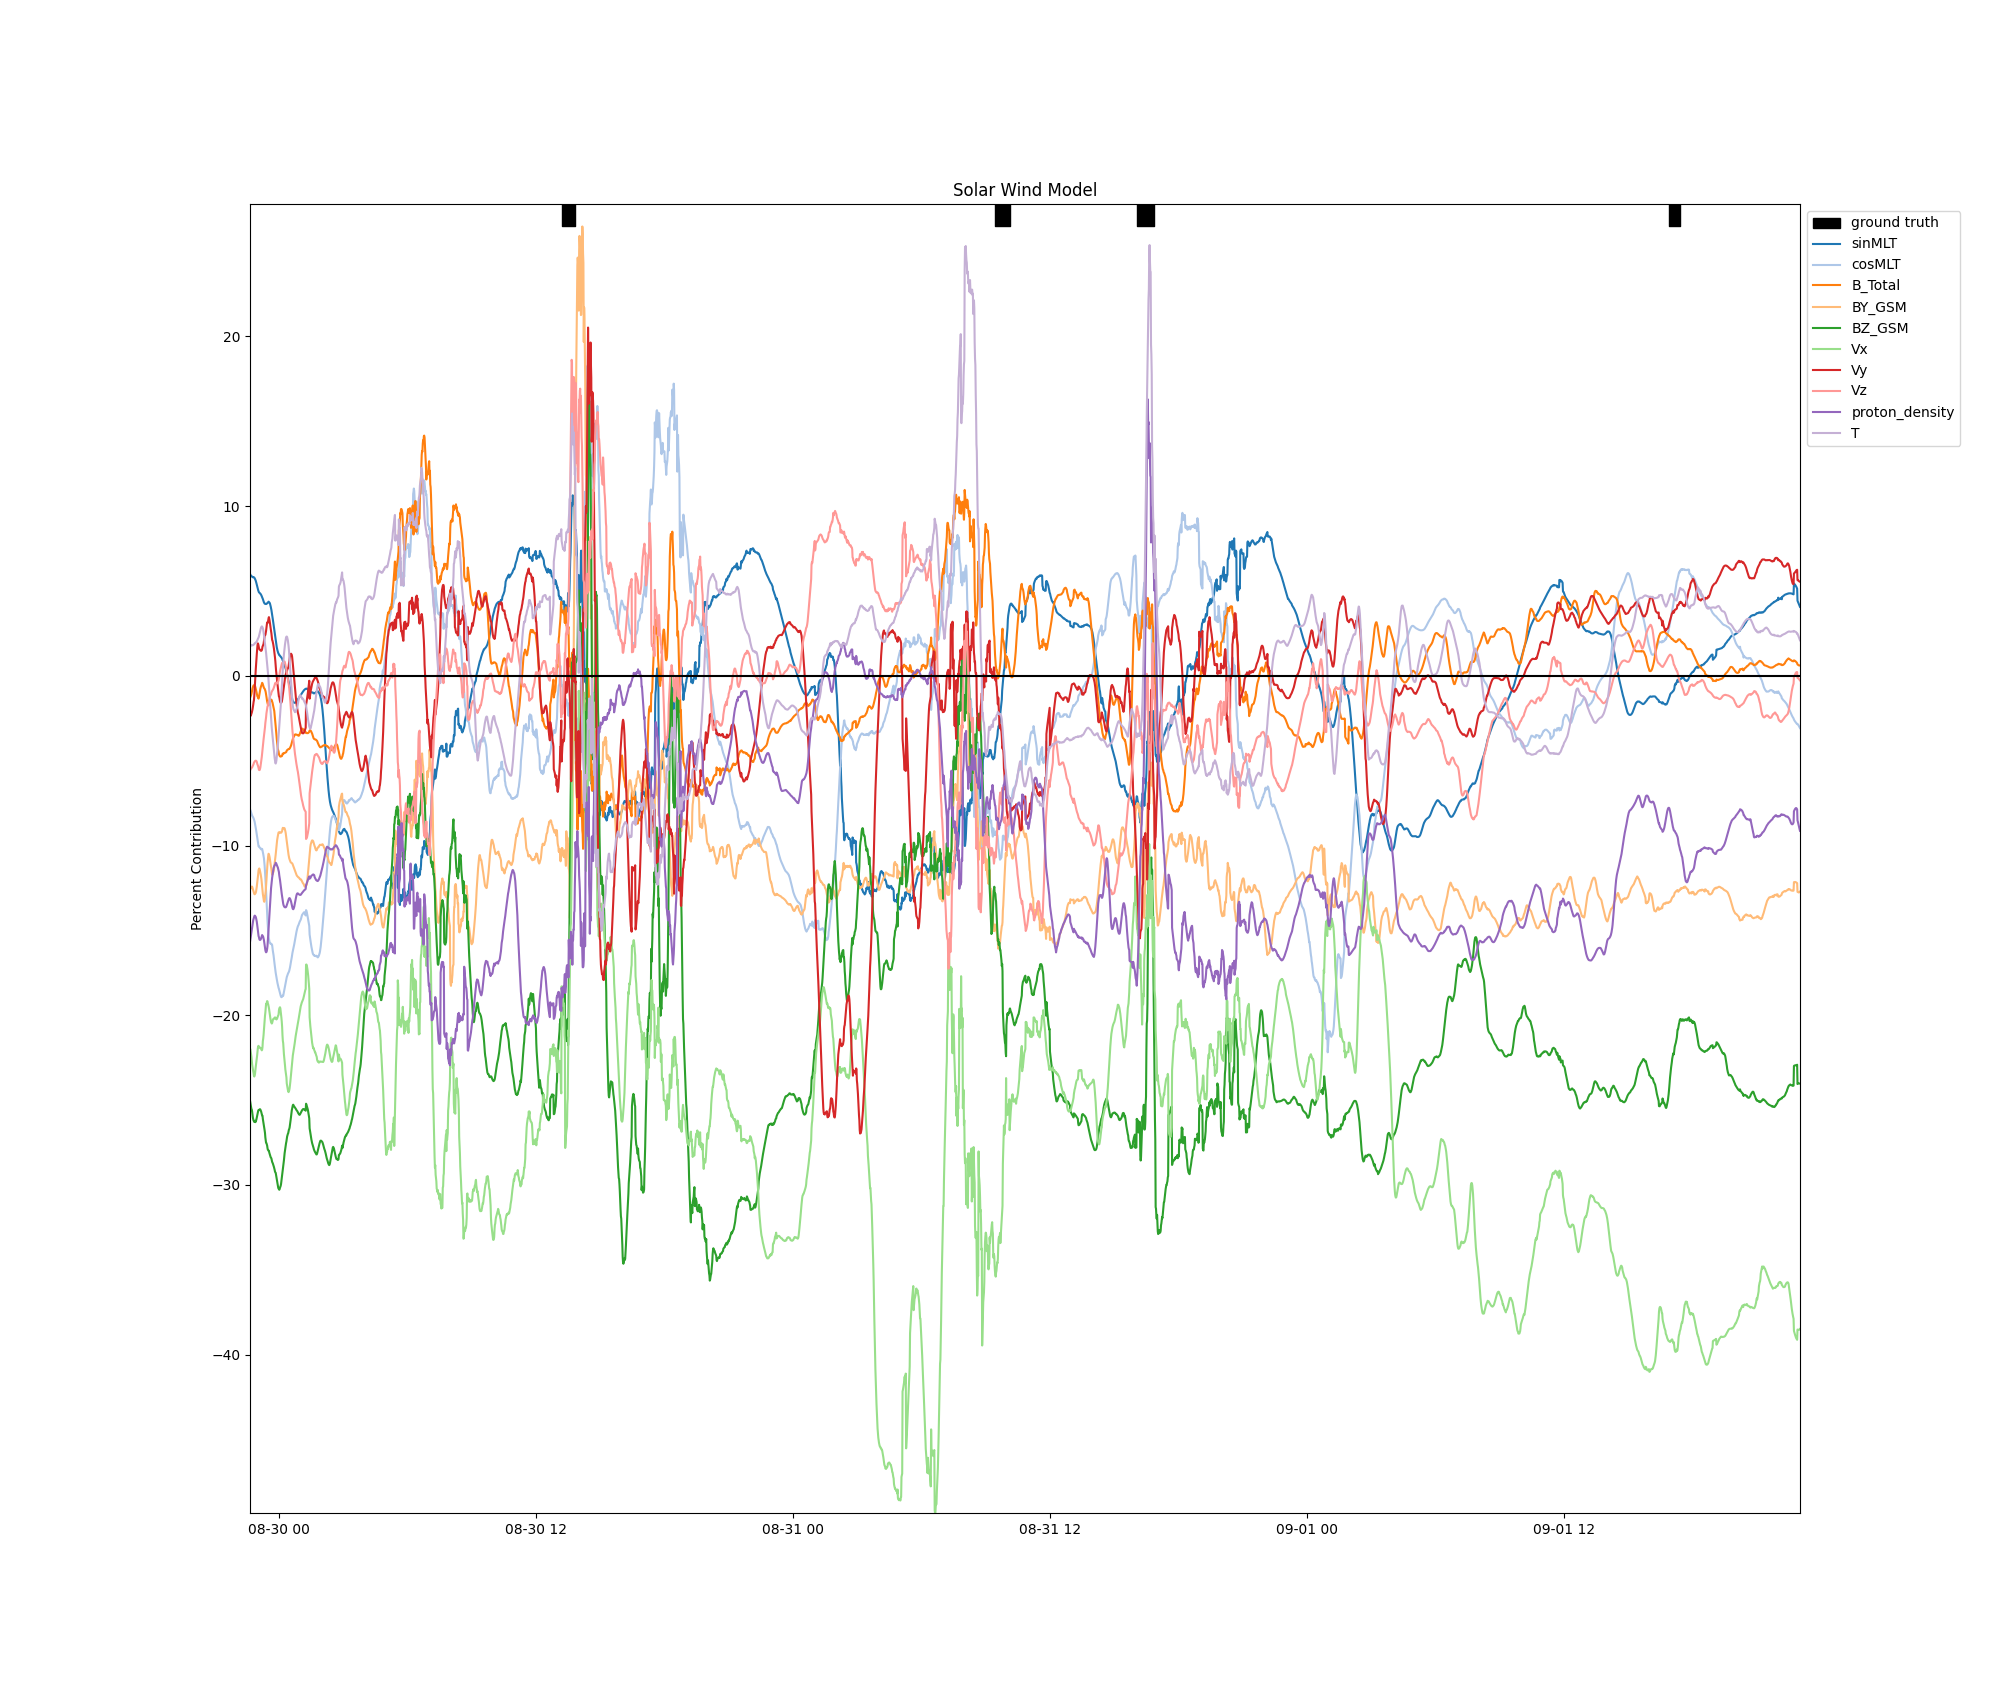 Solar Wind Model
ground truth
sinMLT
cosMLT
B_Total
BY_GSM
BZ_GSM
Vx
Vy
Vz
proton_density
T
Percent Contribution
20
10
0
−10
−20
−30
−40
08-30 00
08-30 12
08-31 00
08-31 12
09-01 00
09-01 12